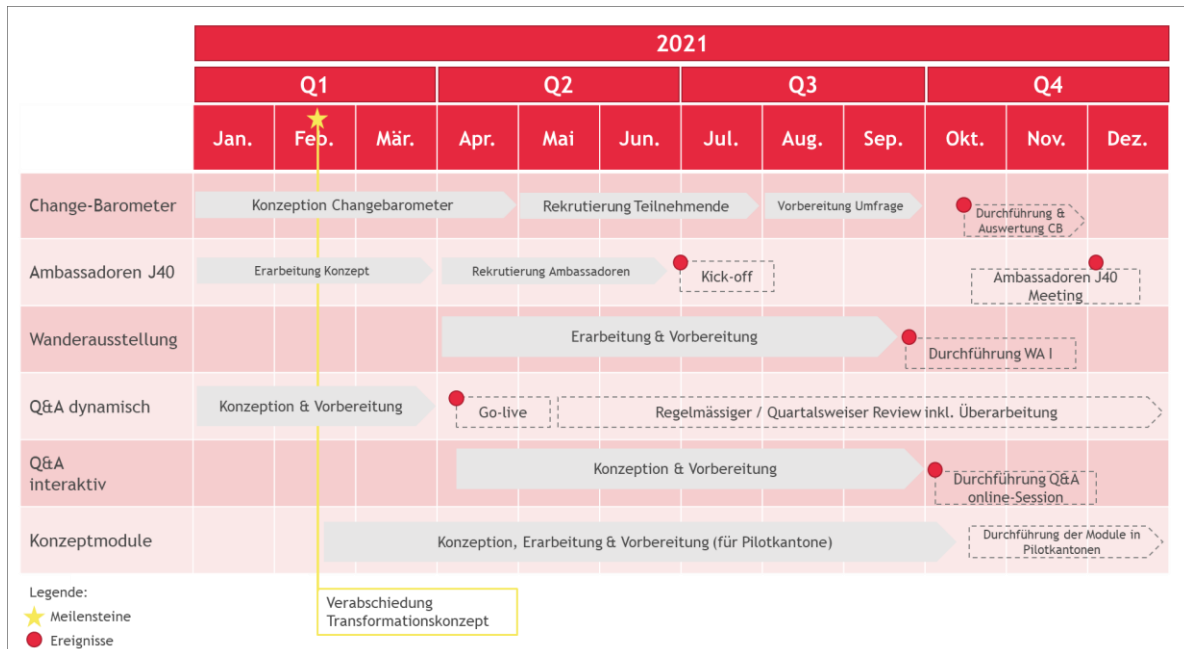 2021
Q1 Q2 Q3 Q4
Jan. Feb. Mär. Apr. Mai Jun. Jul. Aug. Sep. Okt. Nov. Dez.
Change-Barometer
Konzeption Changebarometer
Rekrutierung Teilnehmende
Vorbereitung Umfrage
Durchführung &
Auswertung CB
Ambassadoren J40
Erarbeitung Konzept
Rekrutierung Ambassadoren
Kick-off
Ambassadoren J40
Meeting
Wanderausstellung
Erarbeitung & Vorbereitung
Durchführung WA I
Q&A dynamisch
Konzeption & Vorbereitung
Go-live
Regelmässiger / Quartalsweiser Review inkl. Überarbeitung
Q&A
interaktiv
Konzeption & Vorbereitung
Durchführung Q&A
online-Session
Konzeptmodule
Konzeption, Erarbeitung & Vorbereitung (für Pilotkantone)
Durchführung der Module in
Pilotkantonen
Legende:
Meilensteine
Ereignisse
Verabschiedung
Transformationskonzept